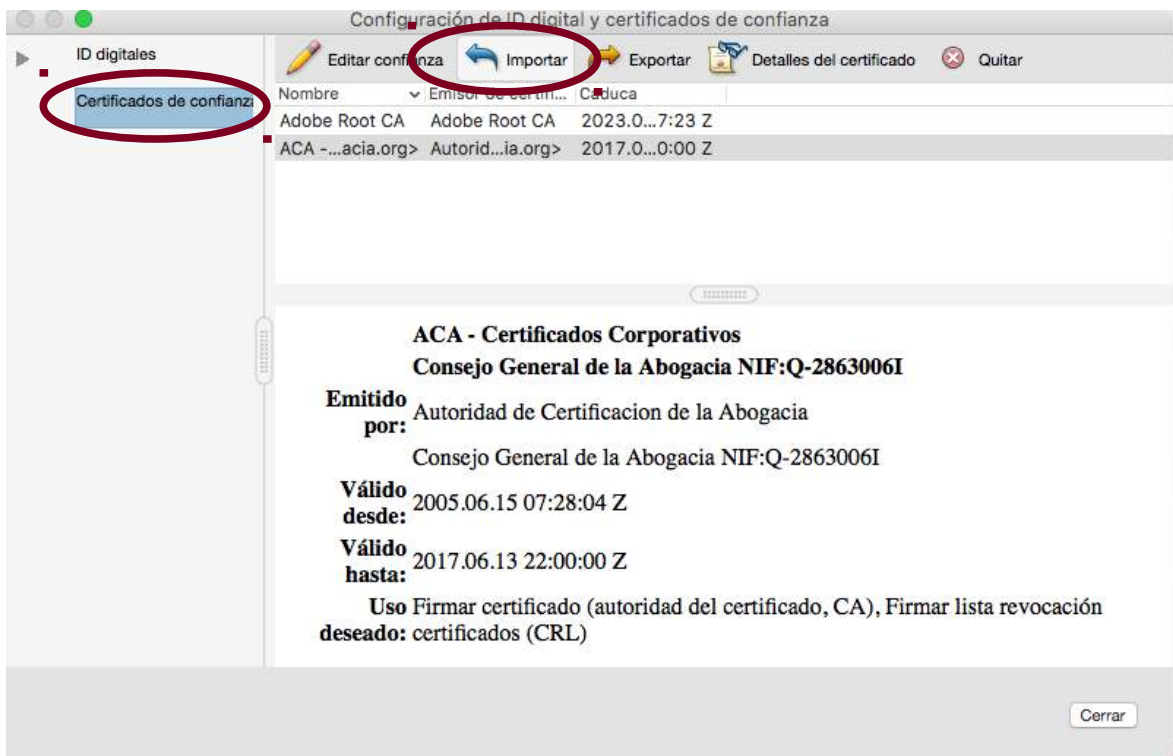 Configuración de ID digital y certificados de confianza
ID digitales
Certificados de confianza
Editar confianza Importar Exportar Detalles del certificado Quitar
Nombre Emisor de certifi... Caduca
Adobe Root CA Adobe Root CA 2023.0...7:23 Z
ACA -...acia.org> Autorid...ia.org> 2017.0...0:00 Z
ACA - Certificados Corporativos
Consejo General de la Abogacia NIF:Q-2863006I
Emitido por: Autoridad de Certificacion de la Abogacia
Consejo General de la Abogacia NIF:Q-2863006I
Válido desde: 2005.06.15 07:28:04 Z
Válido hasta: 2017.06.13 22:00:00 Z
Uso Firmar certificado (autoridad del certificado, CA), Firmar lista revocación
deseado: certificados (CRL)
Cerrar